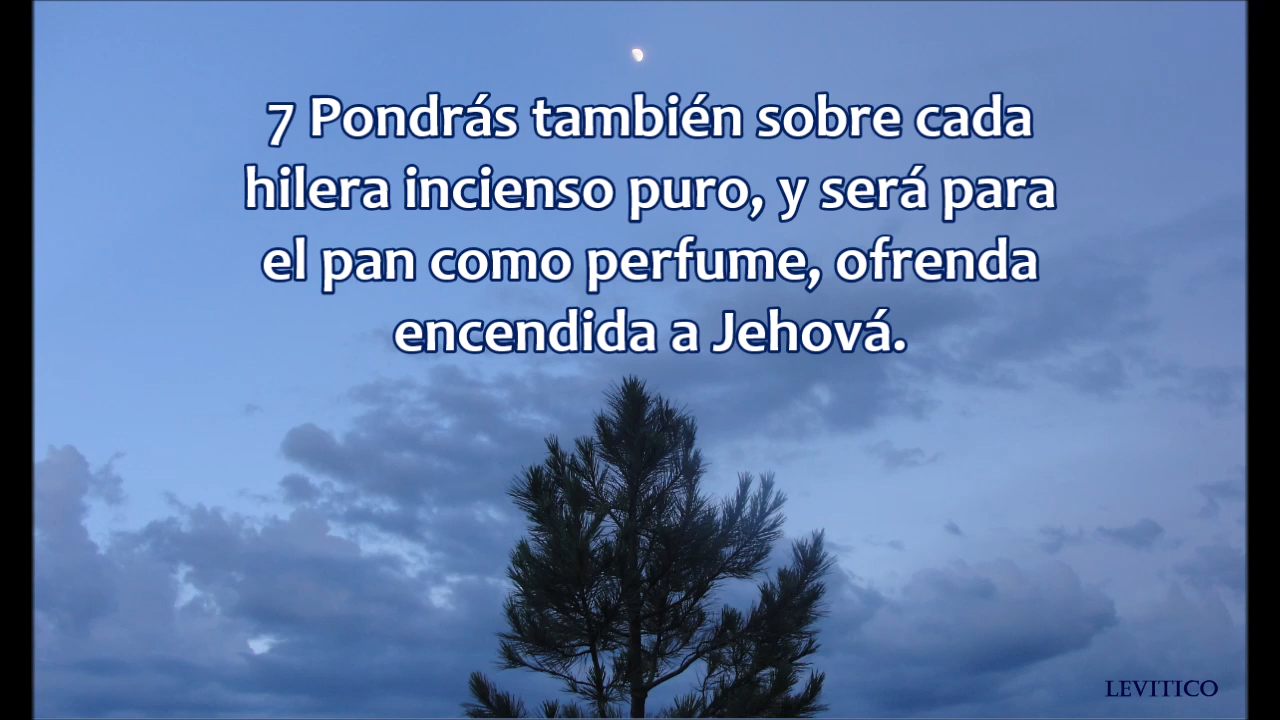 7 Pondrás también sobre cada
hilera incienso puro, y será para
el pan como perfume, ofrenda
encendida a Jehová.
LEVITICO